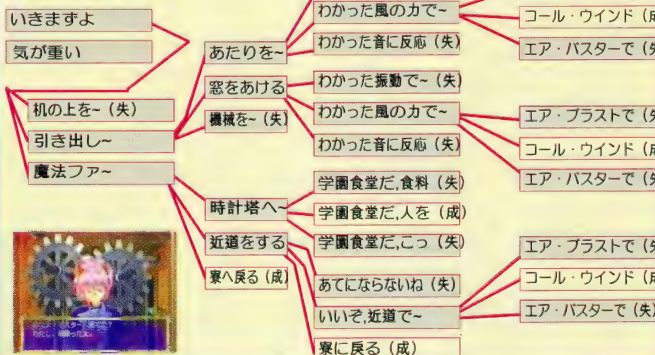 いきますよ
気が重い
机の上を~(失)
引き出し~
魔法ファ~
あたりを~
窓をあける
機械を~(失)
時計塔へ~
近道をする
寮へ戻る(成)
わかった風の力で~
わかった音に反応(失)
わかった振動で~(失)
わかった風の力で~
わかった音に反応(失)
学園食堂だ,食料(失)
学園食堂だ,人を(成)
学園食堂だ,こっ(失)
あてにならないね(失)
いいぞ,近道で~
寮に戻る(成)
コール・ウインド(成
エア・バスターで(失
エア・ブラストで(失
コール・ウインド(成
エア・バスターで(失
エア・ブラストで(失
コール・ウインド(成
エア・バスターで(失)